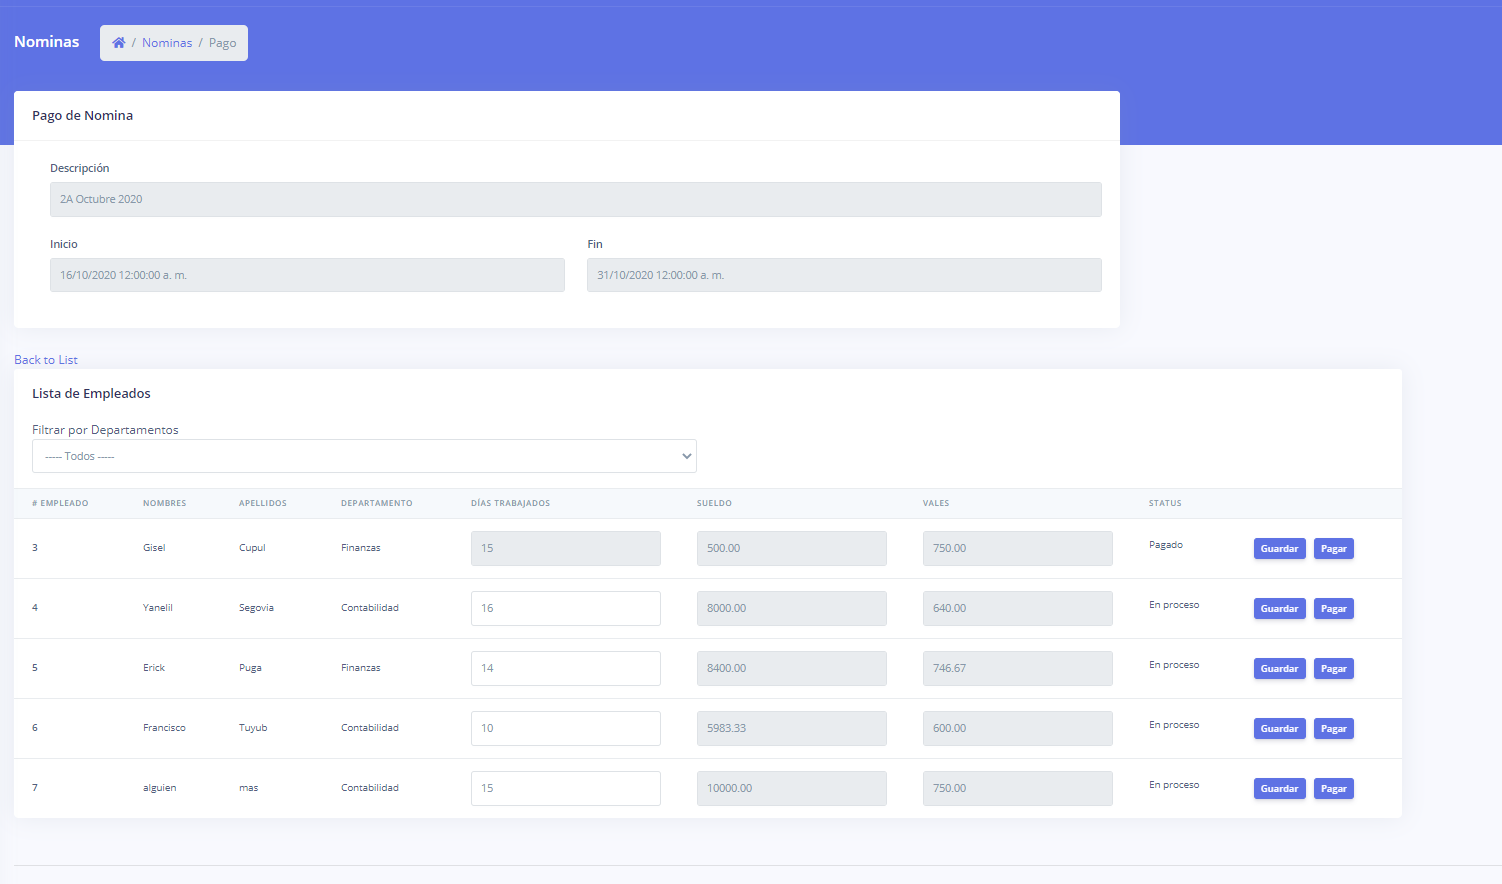 Nominas / Nominas / Pago
Pago de Nomina
Descripción
2A Octubre 2020
Inicio Fin
16/10/2020 12:00:00 a. m. 31/10/2020 12:00:00 a. m.
Back to List
Lista de Empleados
Filtrar por Departamentos
----- Todos -----
# EMPLEADO NOMBRES APELLIDOS DEPARTAMENTO DÍAS TRABAJADOS SUELDO VALES STATUS
3 Gisel Cupul Finanzas 15 500.00 750.00 Pagado Guardar Pagar
4 Yanelil Segovia Contabilidad 16 8000.00 640.00 En proceso Guardar Pagar
5 Erick Puga Finanzas 14 8400.00 746.67 En proceso Guardar Pagar
6 Francisco Tuyub Contabilidad 10 5983.33 600.00 En proceso Guardar Pagar
7 alguien mas Contabilidad 15 10000.00 750.00 En proceso Guardar Pagar